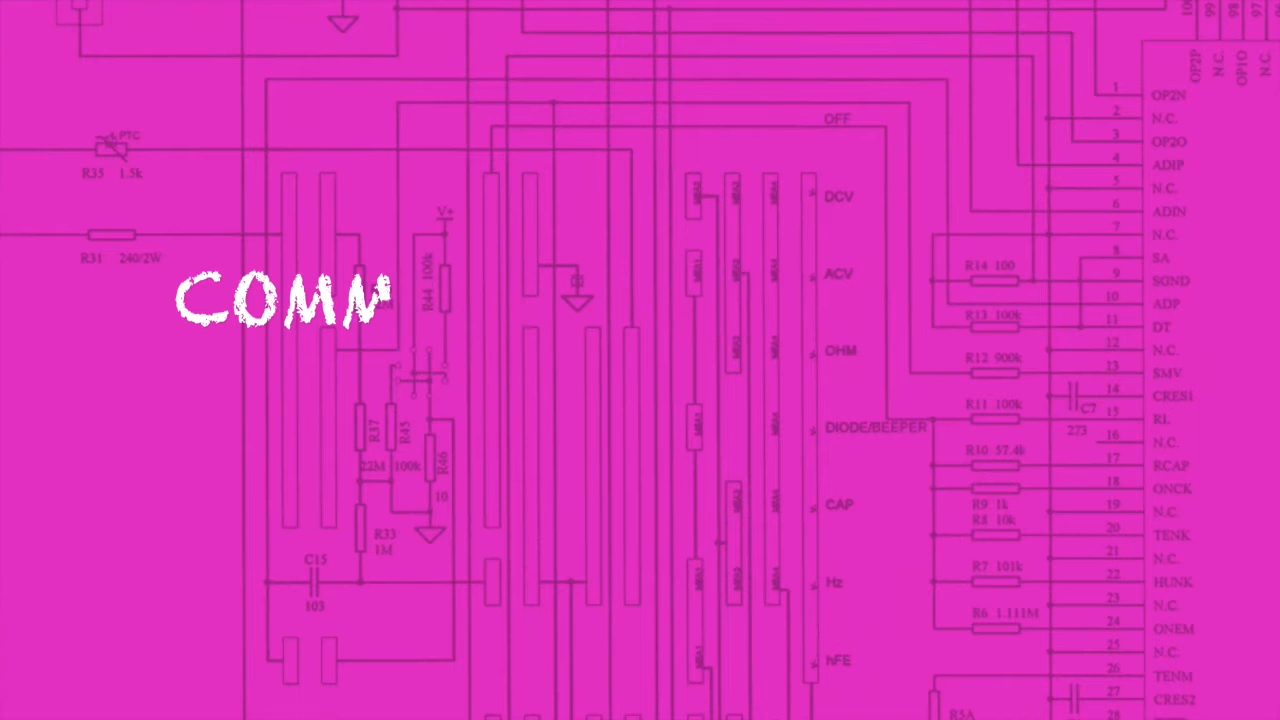 100 99 98 97
OP2P N.C. OP1O N.C.
1 OP2N
2 N.C.
OFF
3 OP2O
PTC
4 ADIP
R35 1.5k
5 N.C.
DCV
6 ADIN
V+
7 N.C.
R31 240/2W
8 SA
R14 100
9 SGND
ACV
R44 100k
COMN
10 ADP
R13 100k
11 DT
OHM
12 N.C.
R12 900k
13 SMV
14 CRES1
C7
273
R11 100k
15 RL
DIODE/BEEPER
R37 R45
16 N.C.
R10 57.4k
17 RCAP
22M 100k R46
18 ONCK
10
R9 1k
CAP
19 N.C.
R8 10k
R33
1M
20 TENK
C15
21 N.C.
R7 101k
Hz
22 HUNK
103
23 N.C.
R6 1.111M
24 ONEM
25 N.C.
hFE
26 TENM
27 CRES2
R5A
28